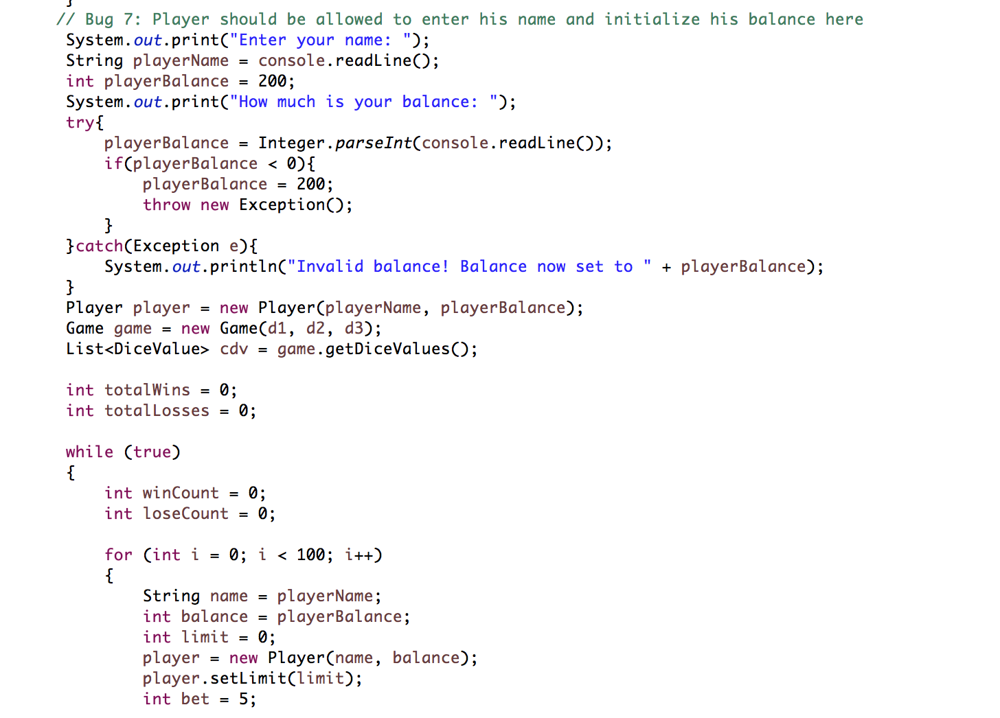 }
// Bug 7: Player should be allowed to enter his name and initialize his balance here
System.out.print("Enter your name: ");
String playerName = console.readLine();
int playerBalance = 200;
System.out.print("How much is your balance: ");
try{
playerBalance = Integer.parseInt(console.readLine());
if(playerBalance < 0){
playerBalance = 200;
throw new Exception();
}
}catch(Exception e){
System.out.println("Invalid balance! Balance now set to " + playerBalance);
}
Player player = new Player(playerName, playerBalance);
Game game = new Game(d1, d2, d3);
List<DiceValue> cdv = game.getDiceValues();
int totalWins = 0;
int totalLosses = 0;
while (true)
{
int winCount = 0;
int loseCount = 0;
for (int i = 0; i < 100; i++)
{
String name = playerName;
int balance = playerBalance;
int limit = 0;
player = new Player(name, balance);
player.setLimit(limit);
int bet = 5;